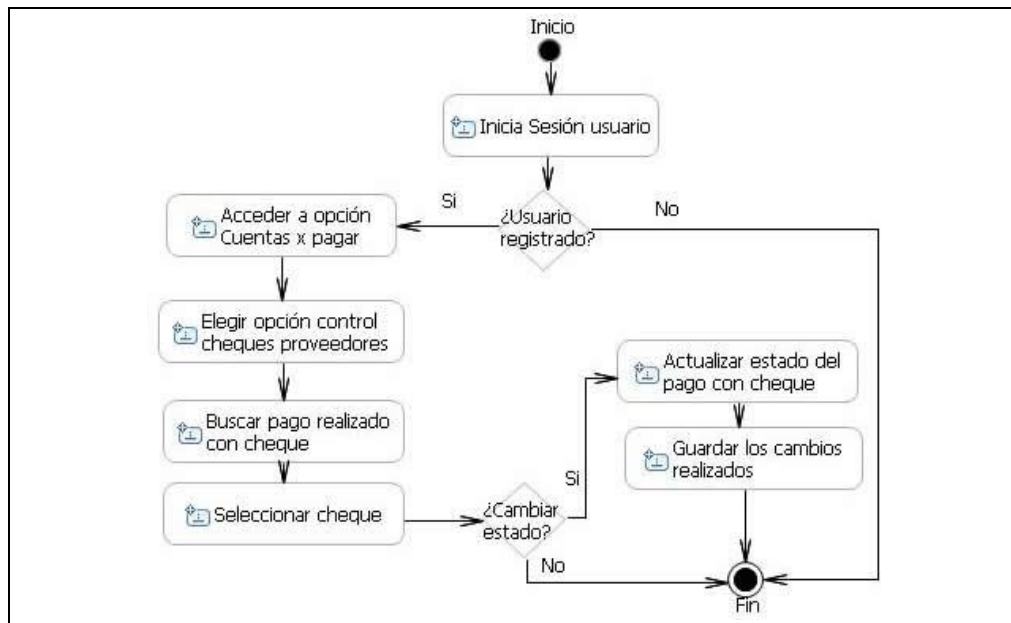 Inicio
Inicia Sesión usuario
Si
¿Usuario
registrado?
No
Acceder a opción
Cuentas x pagar
Elegir opción control
cheques proveedores
Buscar pago realizado
con cheque
Seleccionar cheque
¿Cambiar
estado?
Si
No
Actualizar estado del
pago con cheque
Guardar los cambios
realizados
Fin